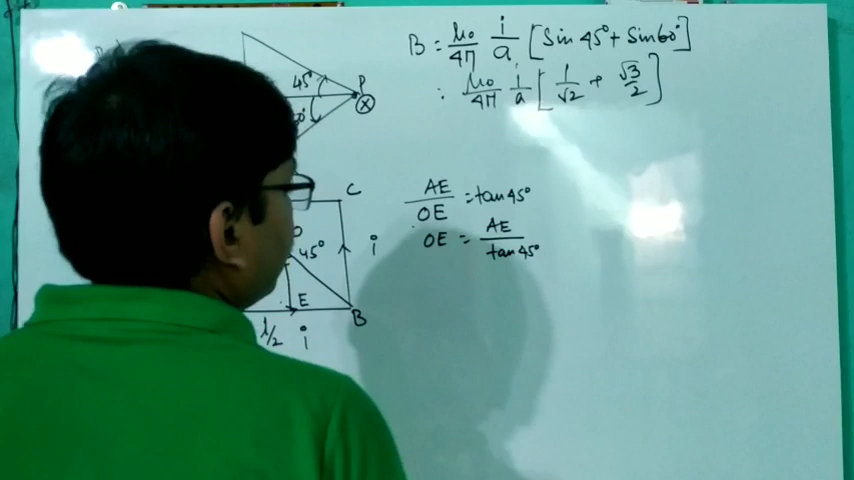 B = μ₀/4π i/a [Sin 45° + Sin 60°]
= μ₀/4π i/a [1/√2 + √3/2]
45° P
C
AE/OE = tan 45°
OE = AE/tan 45°
45° i
E
B
l/2 i